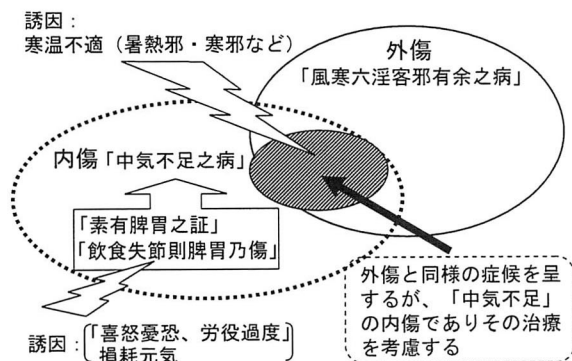 誘因：
寒温不適（暑熱邪・寒邪など）
外傷
「風寒六淫客邪有余之病」
内傷「中気不足之病」
「素有脾胃之証」
「飲食失節則脾胃乃傷」
誘因：「喜怒憂恐、労役過度」
損耗元気
外傷と同様の症候を呈
するが、「中気不足」
の内傷でありその治療
を考慮する